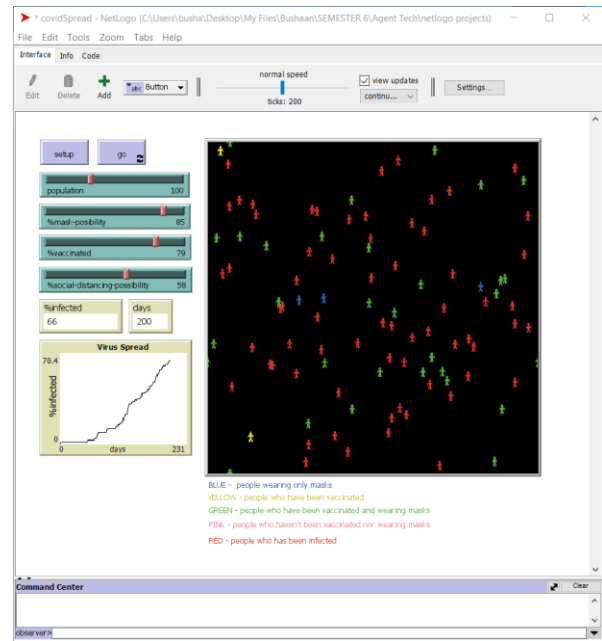 * covidSpread - NetLogo {C:\Users\busha\Desktop\My Files\Bushaan\SEMESTER 6\Agent Tech\netlogo projects}
File Edit Tools Zoom Tabs Help
Interface Info Code
Edit Delete Add abc Button normal speed ticks: 200 view updates continu... Settings...
setup go
population 100
%mask-posibility 85
%vaccinated 79
%social-distancing-possibility 58
%infected 66
days 200
Virus Spread
70.4
%infected
0
0 days 231
BLUE - people wearing only masks
YELLOW - people who have been vaccinated
GREEN - people who have been vaccinated and wearing masks
PINK - people who haven't been vaccinated nor wearing masks
RED - people who has been infected
Command Center Clear
observer>